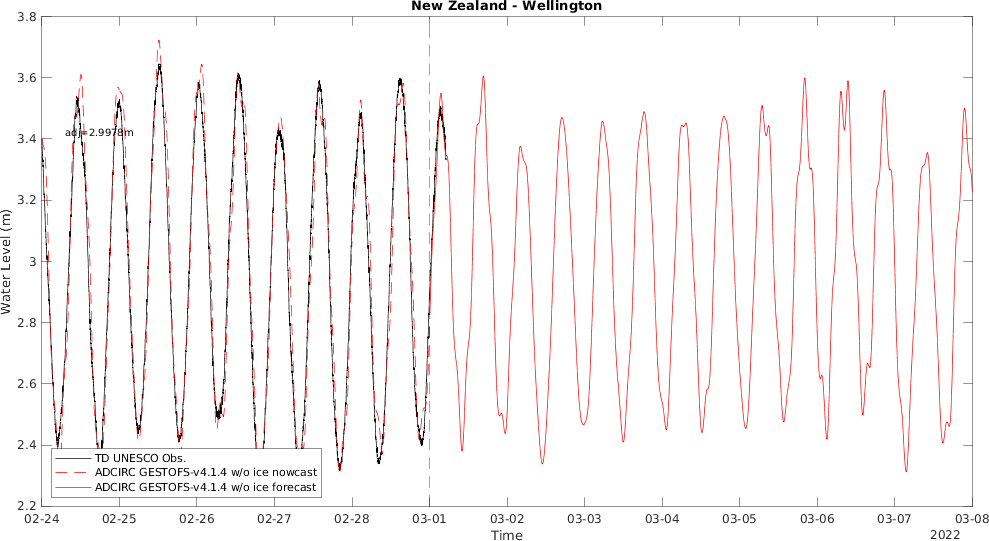 New Zealand - Wellington
3.8
3.6
3.4
3.2
3
2.8
2.6
2.4
2.2
Water Level (m)
adj=2.9978m
TD UNESCO Obs.
ADCIRC GESTOFS-v4.1.4 w/o ice nowcast
ADCIRC GESTOFS-v4.1.4 w/o ice forecast
02-24 02-25 02-26 02-27 02-28 03-01 03-02 03-03 03-04 03-05 03-06 03-07 03-08
Time
2022